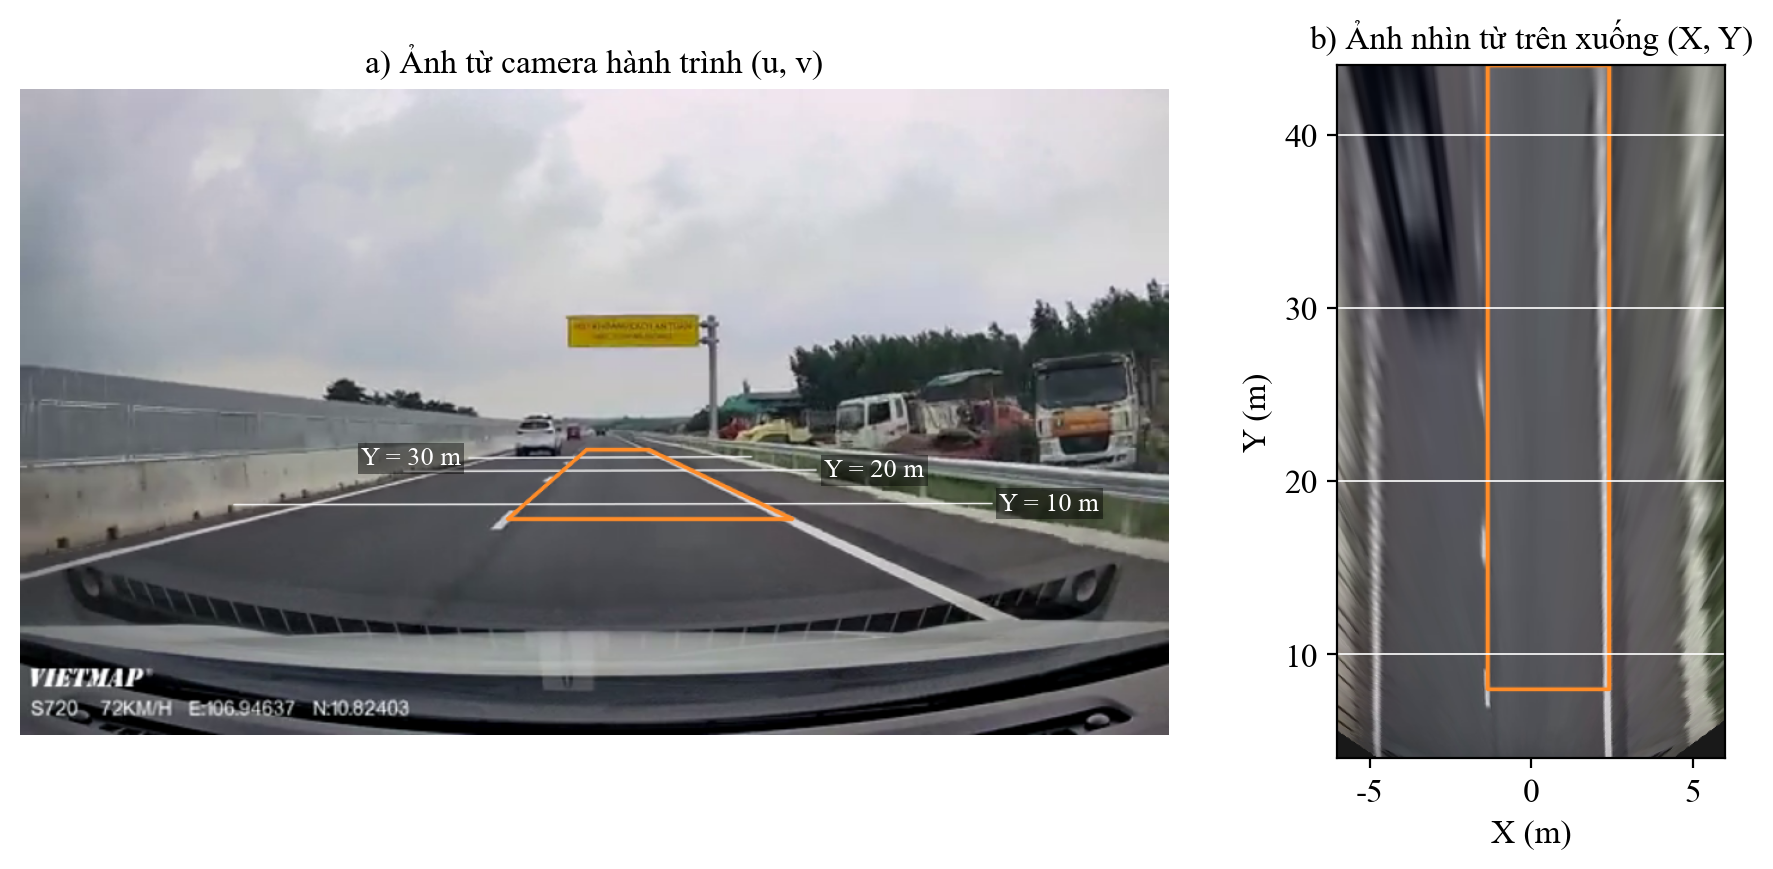 a) Ảnh từ camera hành trình (u, v)
Y = 30 m
Y = 20 m
Y = 10 m
VIETMAP
S720 72KM/H E:106.94637 N:10.82403
b) Ảnh nhìn từ trên xuống (X, Y)
40
30
20
10
Y (m)
-5 0 5
X (m)